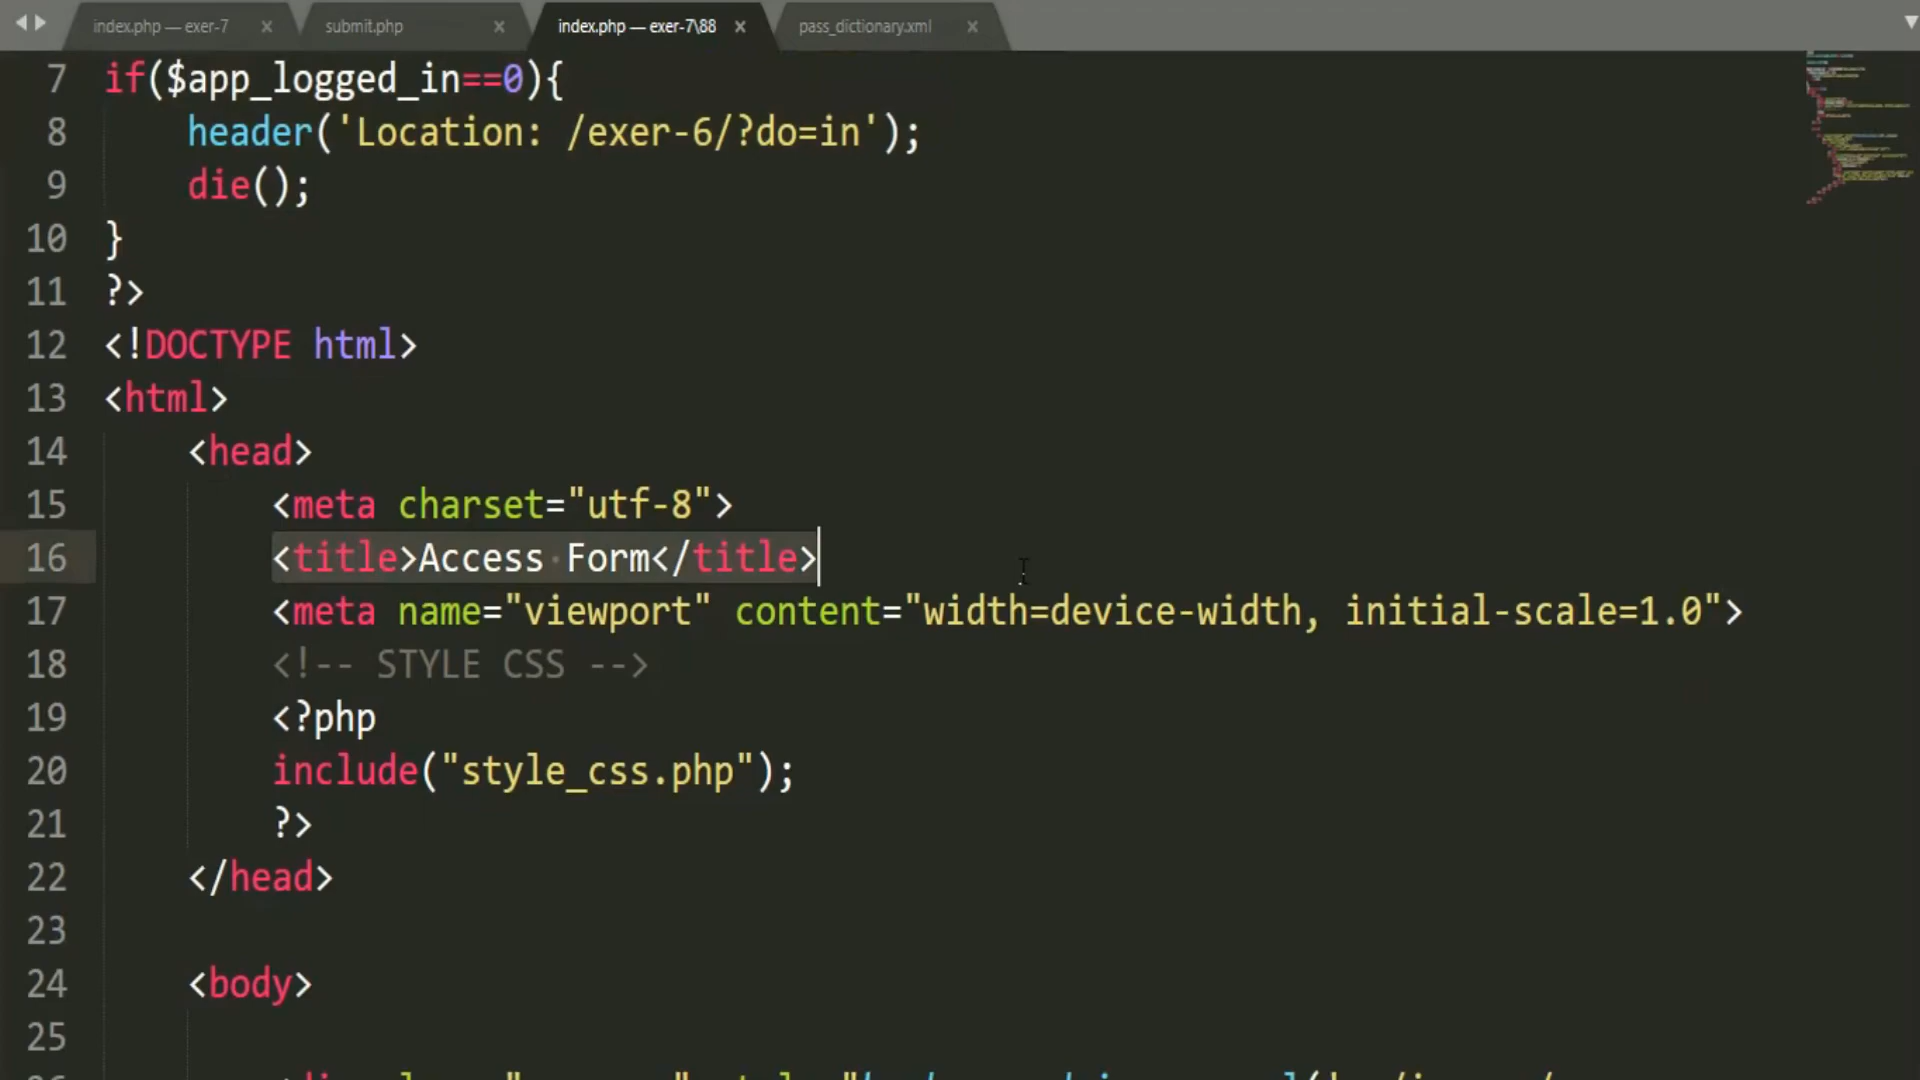 index.php — exer-7 × submit.php × index.php — exer-7\88 × pass_dictionary.xml ×
7 if($app_logged_in==0){
8 header('Location: /exer-6/?do=in');
9 die();
10 }
11 ?>
12 <!DOCTYPE html>
13 <html>
14 <head>
15 <meta charset="utf-8">
16 <title>Access Form</title>
17 <meta name="viewport" content="width=device-width, initial-scale=1.0">
18 <!-- STYLE CSS -->
19 <?php
20 include("style_css.php");
21 ?>
22 </head>
23
24 <body>
25